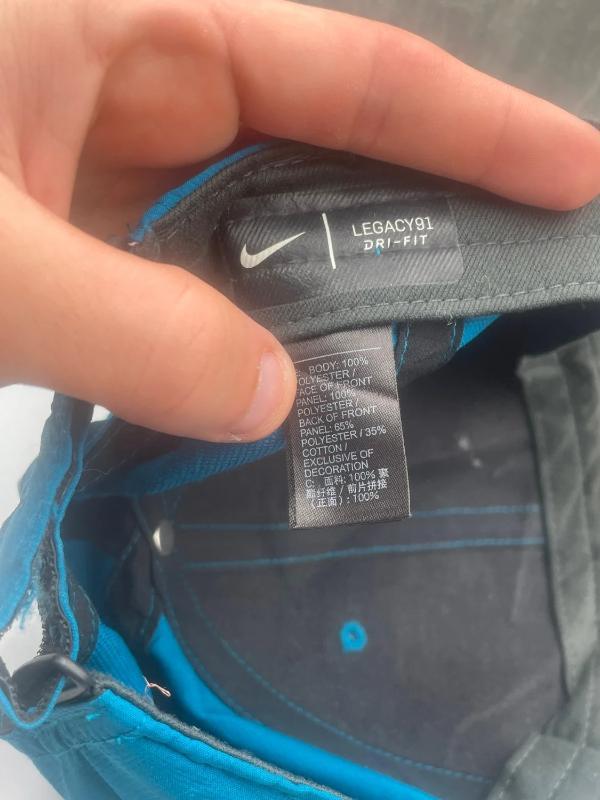 LEGACY91
DRI-FIT
BODY: 100%
POLYESTER /
FACE OF FRONT
PANEL: 100%
POLYESTER /
BACK OF FRONT
PANEL: 65%
POLYESTER / 35%
COTTON /
EXCLUSIVE OF
DECORATION
C: 面料: 100% 聚
酯纤维 / 前片拼接
(正面): 100%